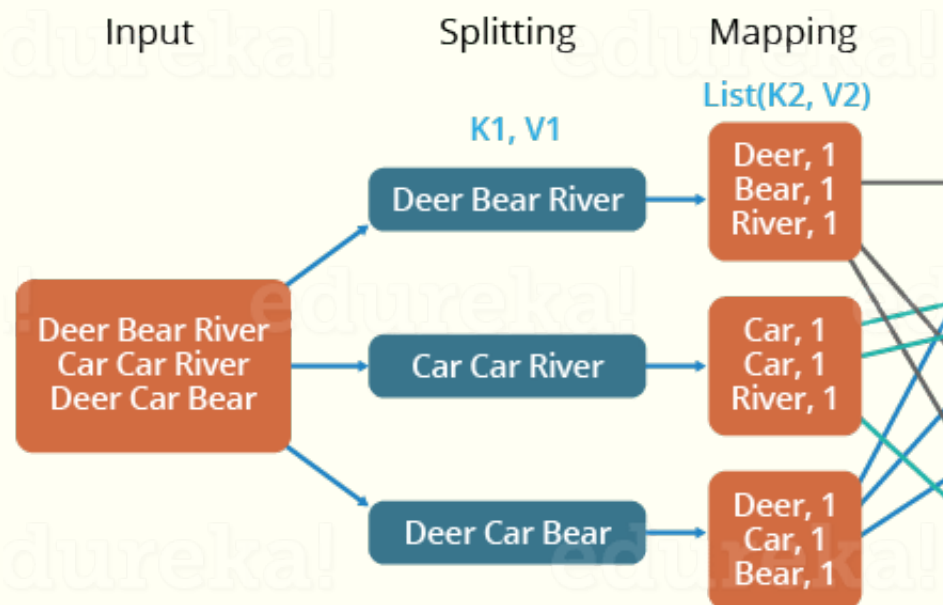 Input
Splitting
Mapping
K1, V1
List(K2, V2)
Deer Bear River
Car Car River
Deer Car Bear
Deer Bear River
Car Car River
Deer Car Bear
Deer, 1
Bear, 1
River, 1
Car, 1
Car, 1
River, 1
Deer, 1
Car, 1
Bear, 1
edureka!